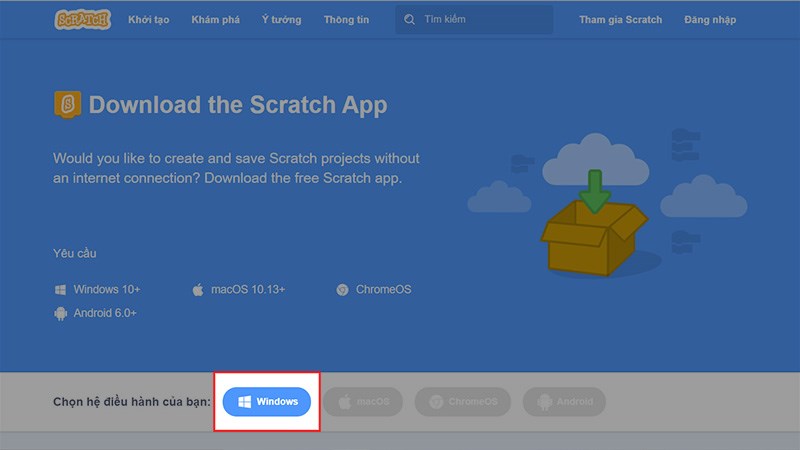 SCRATCH Khởi tạo Khám phá Ý tưởng Thông tin Tìm kiếm Tham gia Scratch Đăng nhập
Download the Scratch App
Would you like to create and save Scratch projects without
an internet connection? Download the free Scratch app.
Yêu cầu
Windows 10+ macOS 10.13+ ChromeOS
Android 6.0+
Chọn hệ điều hành của bạn: Windows macOS ChromeOS Android